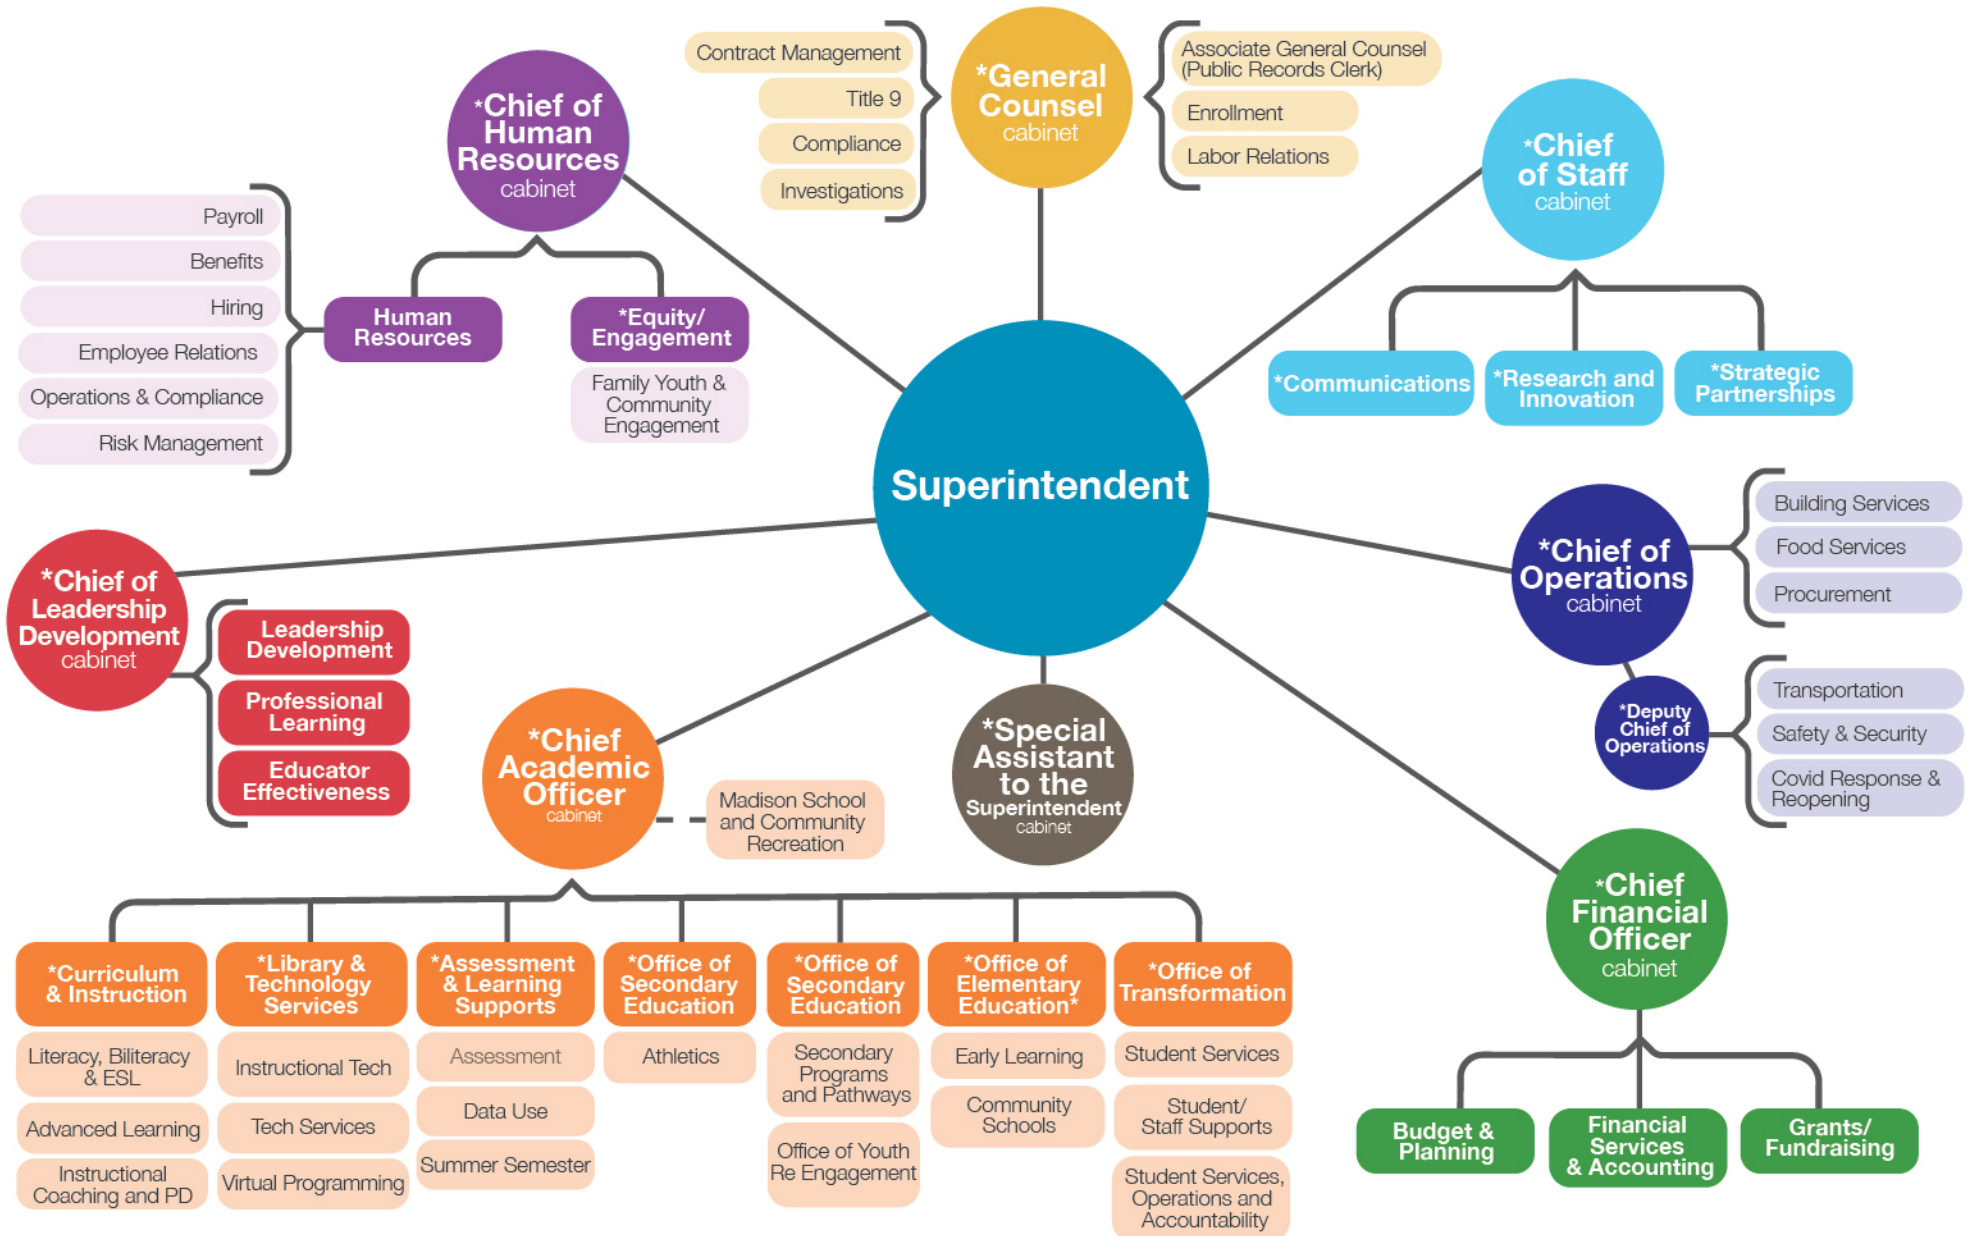 *Chief of
Human
Resources
cabinet
Payroll
Benefits
Hiring
Employee Relations
Operations & Compliance
Risk Management
Human
Resources
*Equity/
Engagement
Family Youth &
Community
Engagement
Contract Management
Title 9
Compliance
Investigations
*General
Counsel
cabinet
Associate General Counsel
(Public Records Clerk)
Enrollment
Labor Relations
*Chief
of Staff
cabinet
*Communications
*Research and
Innovation
*Strategic
Partnerships
Superintendent
*Chief of
Leadership
Development
cabinet
Leadership
Development
Professional
Learning
Educator
Effectiveness
*Chief of
Operations
cabinet
Building Services
Food Services
Procurement
*Deputy
Chief of
Operations
Transportation
Safety & Security
Covid Response &
Reopening
*Chief
Academic
Officer
cabinet
Madison School
and Community
Recreation
*Special
Assistant
to the
Superintendent
cabinet
*Chief
Financial
Officer
cabinet
Budget &
Planning
Financial
Services
& Accounting
Grants/
Fundraising
*Curriculum
& Instruction
Literacy, Biliteracy
& ESL
Advanced Learning
Instructional
Coaching and PD
*Library &
Technology
Services
Instructional Tech
Tech Services
Virtual Programming
*Assessment
& Learning
Supports
Assessment
Data Use
Summer Semester
*Office of
Secondary
Education
Athletics
*Office of
Secondary
Education
Secondary
Programs
and Pathways
Office of Youth
Re Engagement
*Office of
Elementary
Education*
Early Learning
Community
Schools
*Office of
Transformation
Student Services
Student/
Staff Supports
Student Services,
Operations and
Accountability